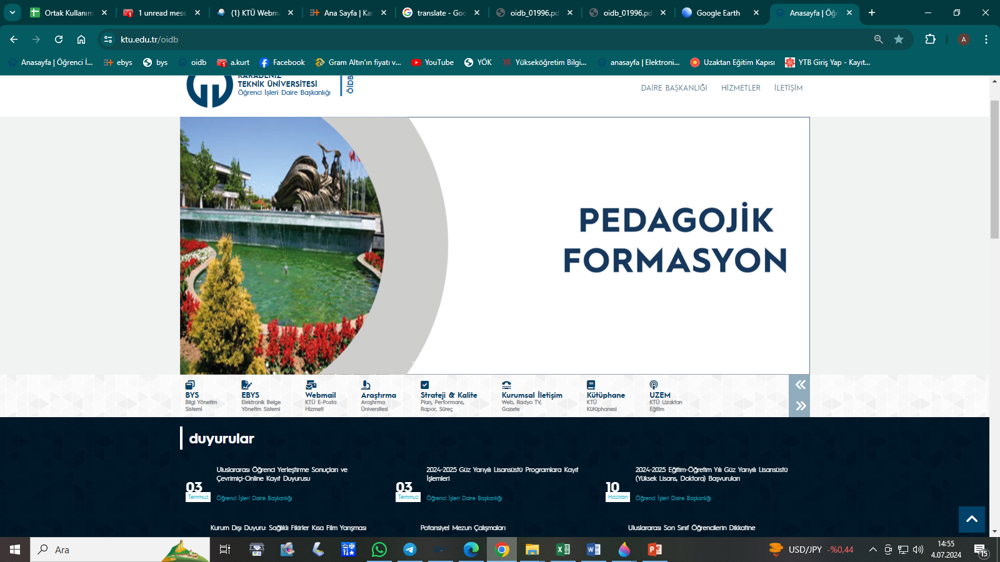 Ortak Kullanım
1 unread mess
(1) KTÜ Webma
Ana Sayfa | Kar
translate - Goo
oidb_01996.pd
oidb_01996.pd
Google Earth
Anasayfa | Öğr
ktu.edu.tr/oidb
A
Anasayfa | Öğrenci İ...
ebys
bys
oidb
a.kurt
Facebook
Gram Altın'ın fiyatı v...
YouTube
YÖK
Yükseköğretim Bilgi...
anasayfa | Elektroni...
Uzaktan Eğitim Kapısı
YTB Giriş Yap - Kayıt...
KARADENİZ
TEKNİK ÜNİVERSİTESİ
Öğrenci İşleri Daire Başkanlığı
ÖİDB
DAİRE BAŞKANLIĞI
HİZMETLER
İLETİŞİM
PEDAGOJİK
FORMASYON
BYS
Bilgi Yönetim
Sistemi
EBYS
Elektronik Belge
Yönetim Sistemi
Webmail
KTÜ E-Posta
Hizmeti
Araştırma
Araştırma
Üniversitesi
Strateji & Kalite
Plan, Performans,
Rapor, Süreç
Kurumsal İletişim
Web, Radyo TV,
Gazete
Kütüphane
KTÜ
Kütüphanesi
UZEM
KTÜ Uzaktan
Eğitim
duyurular
03
Temmuz
Uluslararası Öğrenci Yerleştirme Sonuçları ve
Çevrimiçi-Online Kayıt Duyurusu
Öğrenci İşleri Daire Başkanlığı
03
Temmuz
2024-2025 Güz Yarıyılı Lisansüstü Programlara Kayıt
İşlemleri
Öğrenci İşleri Daire Başkanlığı
10
Haziran
2024-2025 Eğitim-Öğretim Yılı Güz Yarıyılı Lisansüstü
(Yüksek Lisans, Doktora) Başvuruları
Öğrenci İşleri Daire Başkanlığı
Kurum Dışı Duyuru: Sağlıklı Fikirler Kısa Film Yarışması
Potansiyel Mezun Çalışmaları
Uluslararası Son Sınıf Öğrencilerin Dikkatine
Ara
USD/JPY -%0,44
14:55
4.07.2024
15